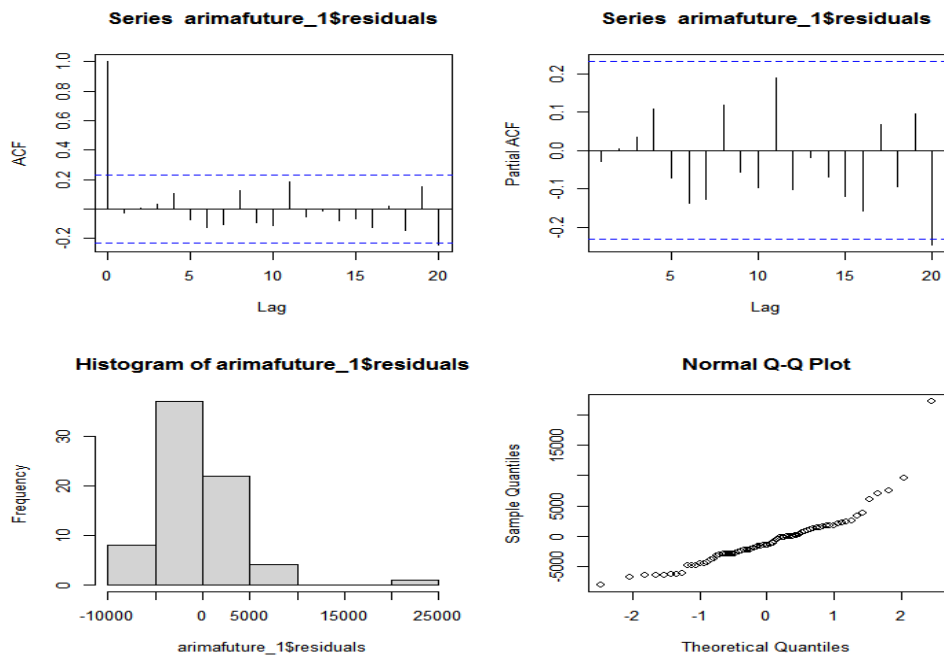 Series arimafuture_1$residuals
ACF
-0.2 0.2 0.4 0.6 0.8 1.0
0 5 10 15 20
Lag
Series arimafuture_1$residuals
Partial ACF
-0.2 -0.1 0.0 0.1 0.2
5 10 15 20
Lag
Histogram of arimafuture_1$residuals
Frequency
0 10 20 30
-10000 0 5000 15000 25000
arimafuture_1$residuals
Normal Q-Q Plot
Sample Quantiles
-5000 0 5000 15000
-2 -1 0 1 2
Theoretical Quantiles